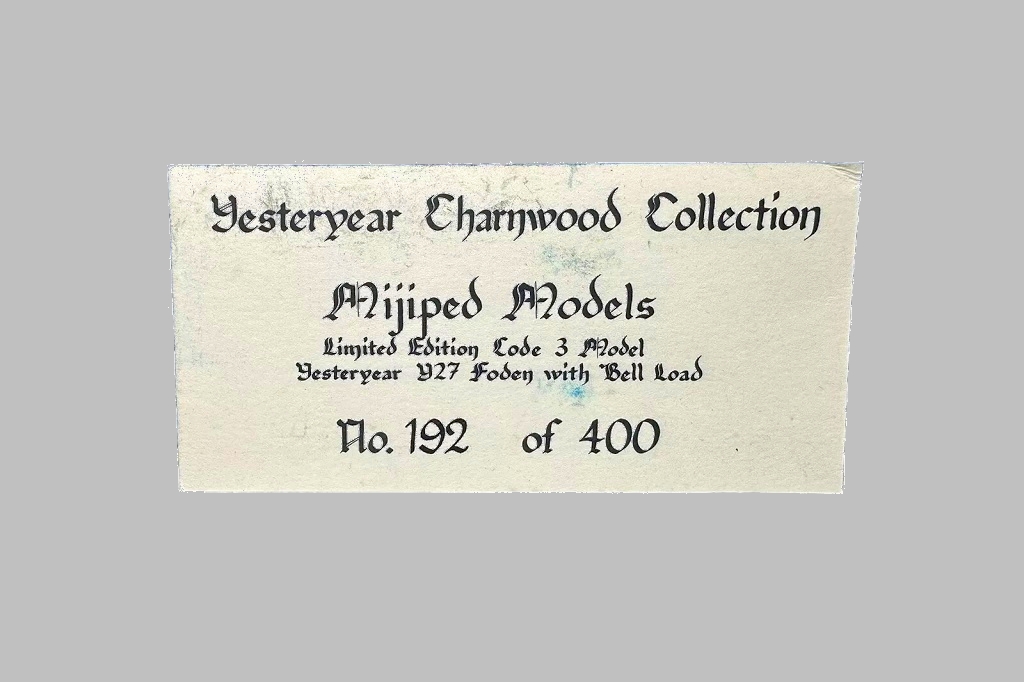 Yesteryear Charnwood Collection
Mijiped Models
Limited Edition Code 3 Model
Yesteryear Y27 Foden with Bell Load
No. 192 of 400